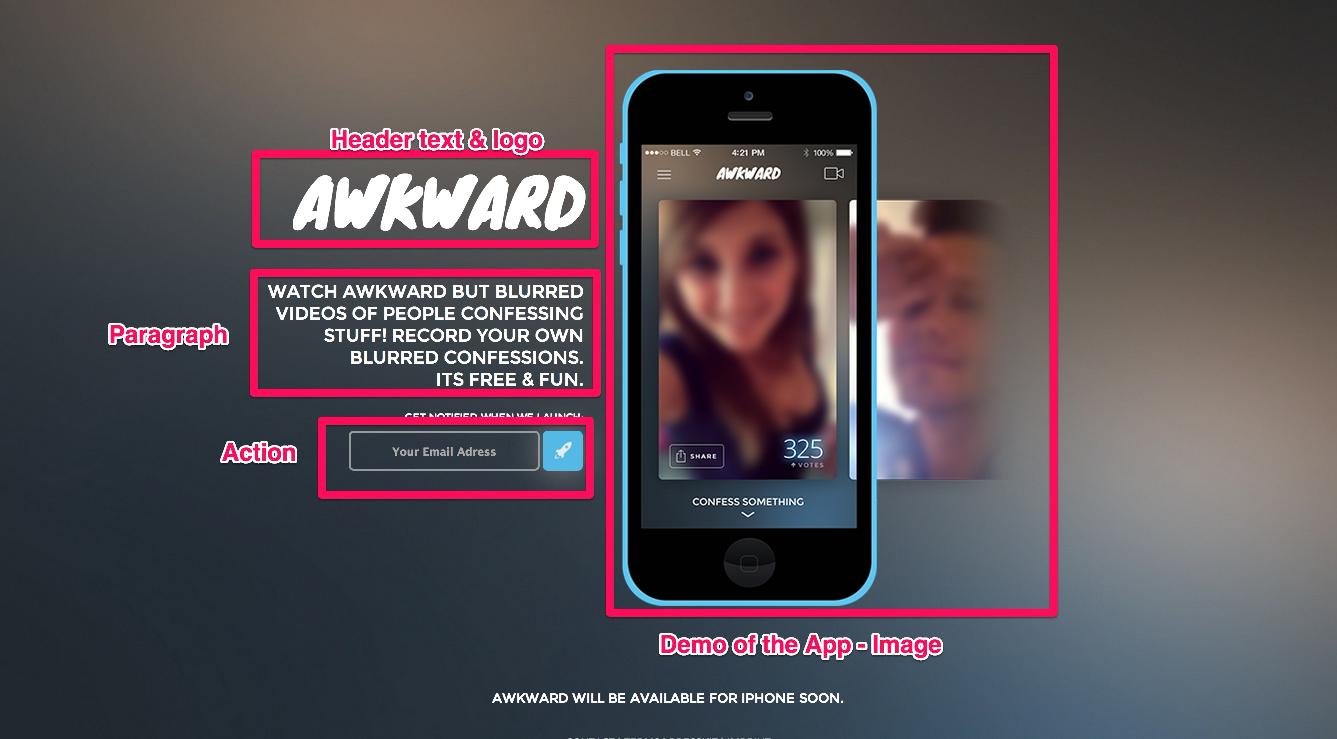 Header text & logo
AWKWARD
Paragraph
WATCH AWKWARD BUT BLURRED
VIDEOS OF PEOPLE CONFESSING
STUFF! RECORD YOUR OWN
BLURRED CONFESSIONS.
ITS FREE & FUN.
GET NOTIFIED WHEN WE LAUNCH:
Action
Your Email Adress
BELL 4:21 PM 100%
AWKWARD
SHARE
325
VOTES
CONFESS SOMETHING
Demo of the App - Image
AWKWARD WILL BE AVAILABLE FOR IPHONE SOON.